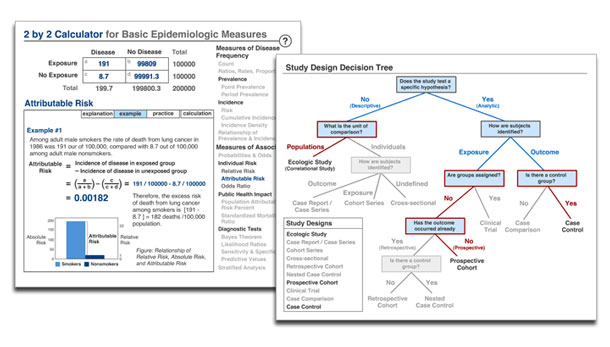 2 by 2 Calculator for Basic Epidemiologic Measures
?
Disease No Disease Total
Exposure a 191 b 99809 100000
No Exposure c 8.7 d 99991.3 100000
Total 199.7 199800.3 200000
Attributable Risk
explanation example practice calculation
Example #1
Among adult male smokers the rate of death from lung cancer in
1986 was 191 our of 100,000, compared with 8.7 out of 100,000
among adult male nonsmokers.
Attributable Risk = Incidence of disease in exposed group
- Incidence of disease in unexposed group
= (a/a+b) - (c/c+d) = 191 / 100000 - 8.7 / 100000
= 0.00182
Therefore, the excess risk
of death from lung cancer
among smokers is [191 -
8.7 ] = 182 deaths /100,000
population.
200
150
100
50
0
Absolute Risk
Attributable Risk
Relative Risk
Smokers Nonsmokers
Figure: Relationship of
Relative Risk, Absolute Risk,
and Attributable Risk
Measures of Disease
Frequency
Count
Ratios, Rates, Proport
Prevalence
Point Prevalence
Period Prevalence
Incidence
Risk
Cumulative Incidence
Incidence Density
Relationship of
Prevalence & Incidence
Measures of Assoc
Probabilities & Odds
Individual Risk
Relative Risk
Attributable Risk
Odds Ratio
Public Health Impact
Population Attributab
Risk Percent
Standardized Mortali
Ratio
Diagnostic Tests
Bayes Theorem
Likelihood Ratios
Sensitivity & Specific
Predictive Values
Stratified Analysis
Study Design Decision Tree
Does the study test a
specific hypothesis?
No
(Descriptive)
Yes
(Analytic)
What is the unit of
comparison?
How are subjects
identified?
Populations
Individuals
Exposure
Outcome
Ecologic Study
(Correlational Study)
How are subjects
identified?
Are groups assigned?
Is there a control
group?
Outcome
Exposure
Undefined
No
Yes
No
Yes
Case Report /
Case Series
Cohort Series
Cross-sectional
Has the outcome
occurred already
Clinical
Trial
Case
Comparison
Case
Control
Yes
(Retrospective)
No
(Prospective)
Is there a control
group?
Prospective
Cohort
No
Yes
Retrospective
Cohort
Nested
Case Control
Study Designs
Ecologic Study
Case Report / Case Series
Cohort Series
Cross-sectional
Retrospective Cohort
Nested Case Control
Prospective Cohort
Clinical Trial
Case Comparison
Case Control